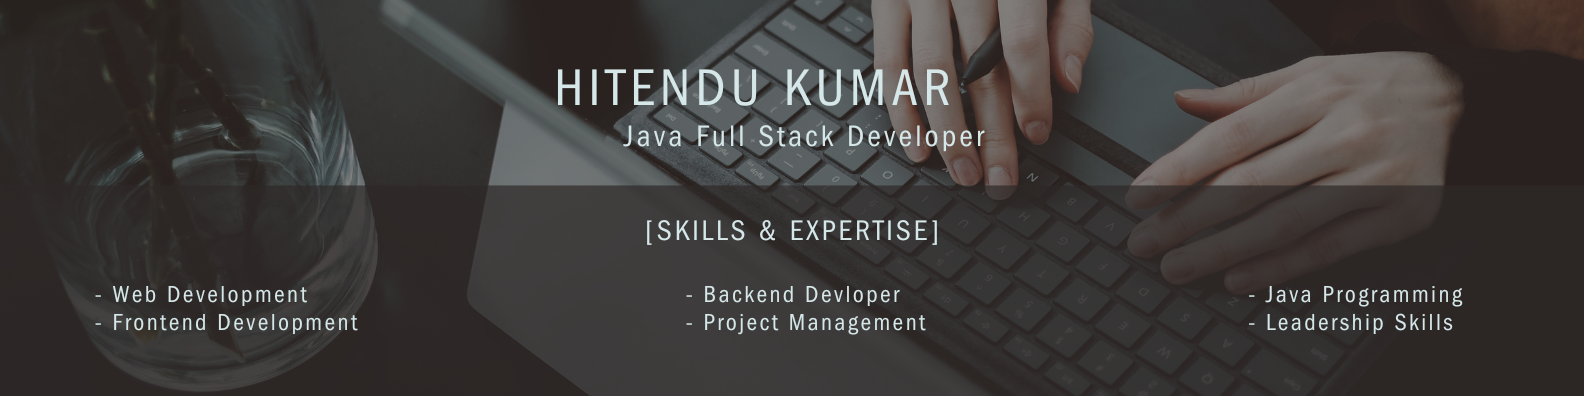 HITENDU KUMAR
Java Full Stack Developer
[SKILLS & EXPERTISE]
- Web Development
- Frontend Development
- Backend Devloper
- Project Management
- Java Programming
- Leadership Skills